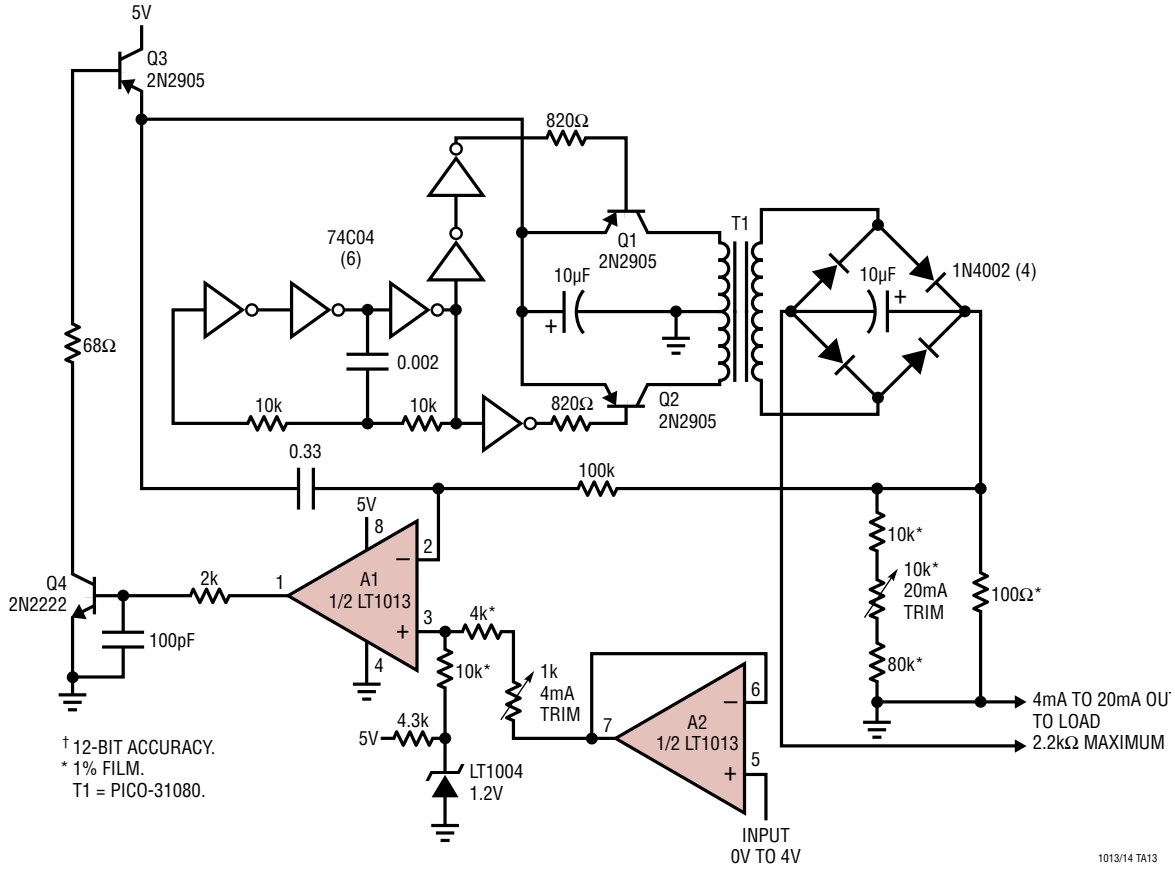 5V
Q3
2N2905
820Ω
74C04
(6)
Q1
2N2905
T1
10µF
+
10µF
+
1N4002 (4)
68Ω
0.002
10k
10k
820Ω
Q2
2N2905
0.33
100k
5V
8
2
–
A1
1/2 LT1013
1
3
+
4
Q4
2N2222
2k
100pF
4k*
10k*
1k
4mA
TRIM
4.3k
5V
LT1004
1.2V
10k*
10k*
20mA
TRIM
80k*
100Ω*
6
–
A2
1/2 LT1013
7
5
+
INPUT
0V TO 4V
4mA TO 20mA OUT
TO LOAD
2.2kΩ MAXIMUM
† 12-BIT ACCURACY.
* 1% FILM.
T1 = PICO-31080.
1013/14 TA13